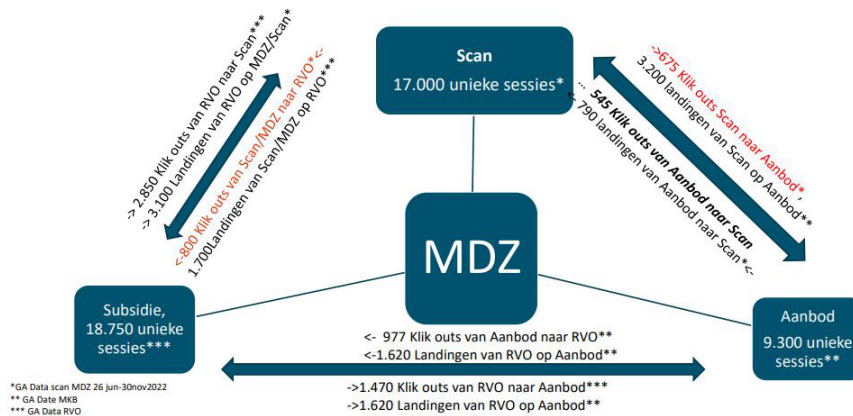 Scan
17.000 unieke sessies*
-> 2.850 Klik outs van RVO naar Scan***
-> 3.100 Landingen van RVO op MDZ/Scan*
<-800 Klik outs van Scan/MDZ naar RVO*<-
1.700Landingen van Scan/MDZ op RVO***
->675 Klik outs Scan naar Aanbod*,
3.200 landingen van Scan op Aanbod**
... 545 Klik outs van Aanbod naar Scan
< 790 landingen van Aanbod naar Scan*<-
MDZ
Subsidie,
18.750 unieke
sessies***
Aanbod
9.300 unieke
sessies**
<- 977 Klik outs van Aanbod naar RVO**
<-1.620 Landingen van RVO op Aanbod**
->1.470 Klik outs van RVO naar Aanbod***
->1.620 Landingen van RVO op Aanbod**
*GA Data scan MDZ 26 jun-30nov2022
** GA Date MKB
*** GA Data RVO